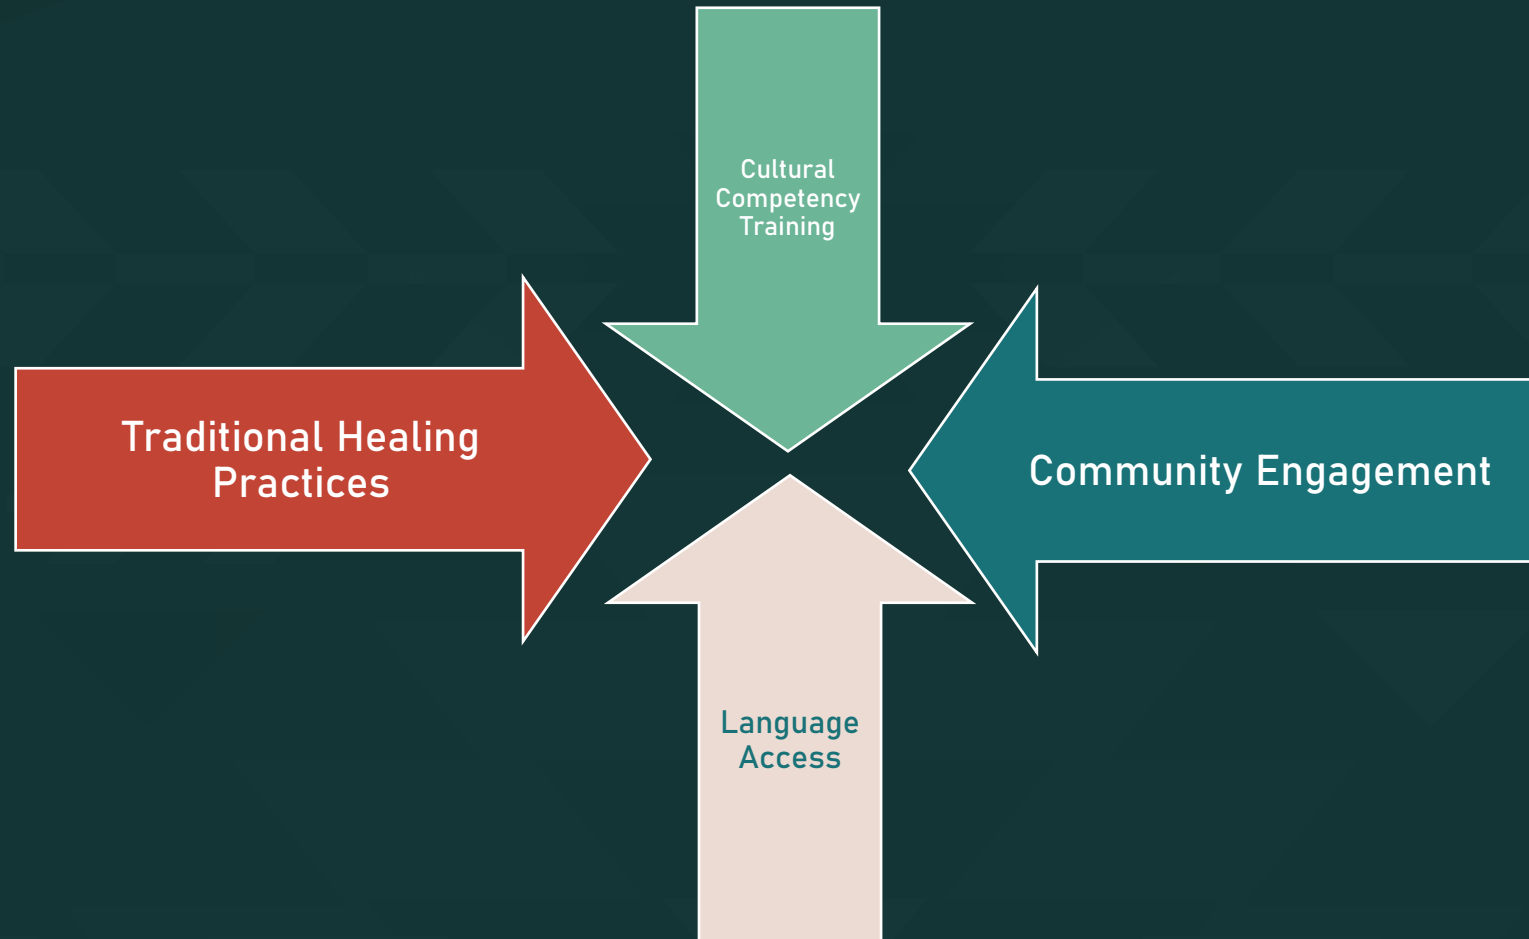 Cultural
Competency
Training
Traditional Healing
Practices
Community Engagement
Language
Access